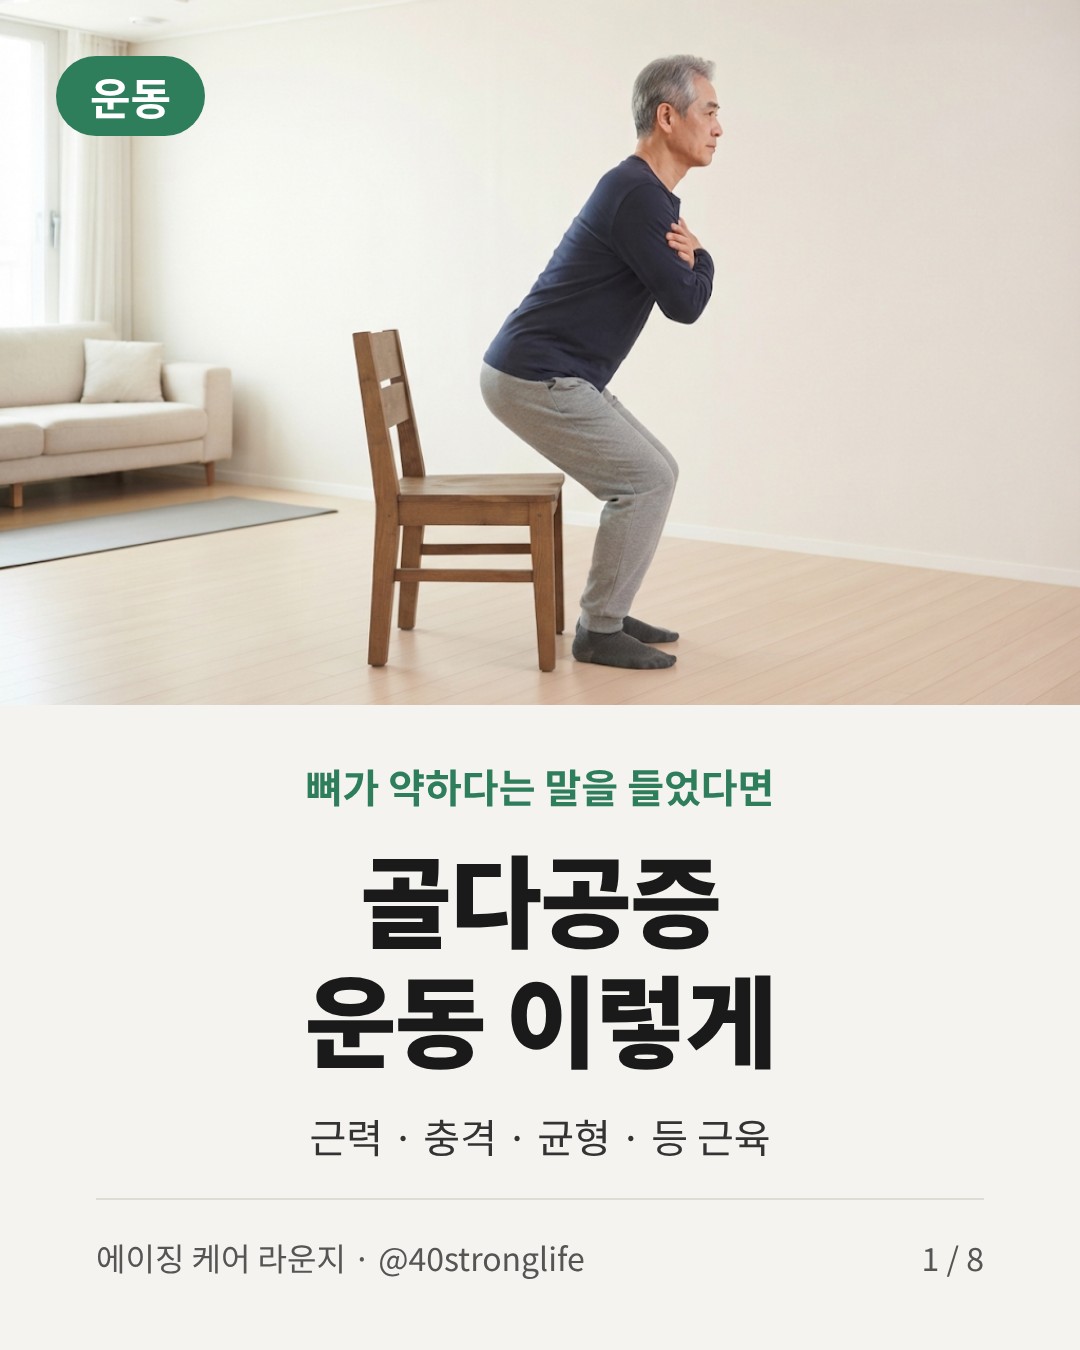 운동
뼈가 약하다는 말을 들었다면
골다공증
운동 이렇게
근력 · 충격 · 균형 · 등 근육
에이징 케어 라운지 · @40stronglife
1 / 8